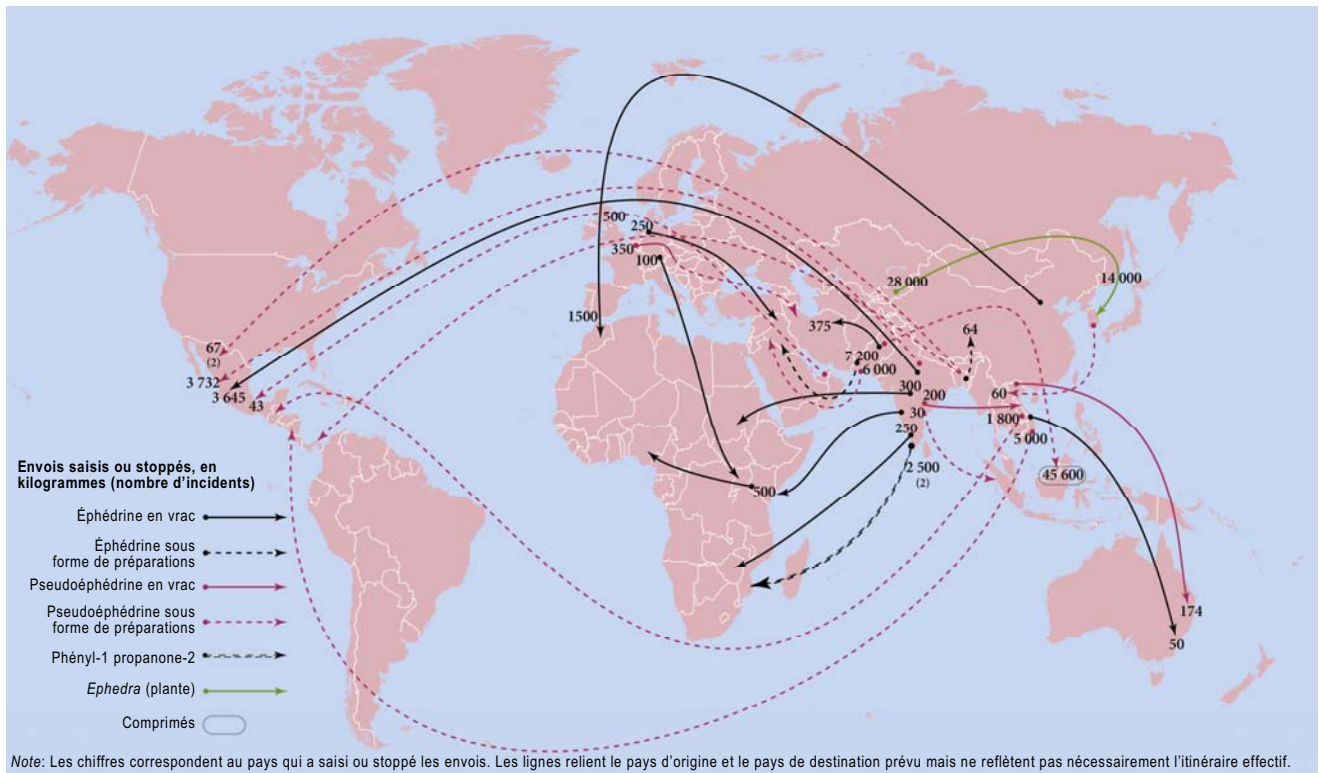 500
250
350
100
28 000
14 000
1500
375
64
67
(2)
7 200
6 000
3 732
3 645
43
300
200
60
30
1 800
250
5 000
2 500
(2)
45 600
500
174
50
Envois saisis ou stoppés, en
kilogrammes (nombre d'incidents)
Éphédrine en vrac
Éphédrine sous
forme de préparations
Pseudoéphédrine en vrac
Pseudoéphédrine sous
forme de préparations
Phényl-1 propanone-2
Ephedra (plante)
Comprimés
Note: Les chiffres correspondent au pays qui a saisi ou stoppé les envois. Les lignes relient le pays d'origine et le pays de destination prévu mais ne reflètent pas nécessairement l'itinéraire effectif.